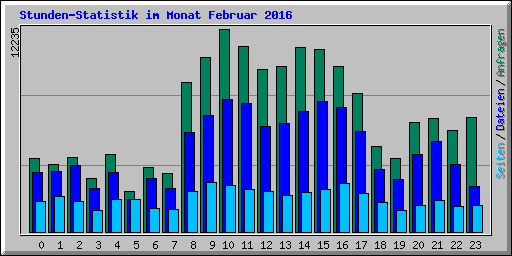 Stunden-Statistik im Monat Februar 2016
12235
Seiten / Dateien / Anfragen
0 1 2 3 4 5 6 7 8 9 10 11 12 13 14 15 16 17 18 19 20 21 22 23